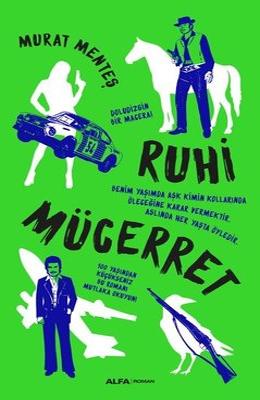 MURAT MENTEŞ
DOLUDİZGİN
BİR MACERA!
54
RUHİ
BENİM YAŞIMDA AŞK KİMİN KOLLARINDA
ÖLECEĞİNE KARAR VERMEKTİR.
ASLINDA HER YAŞTA ÖYLEDİR.
MÜCERRET
100 YAŞINDAN
KÜÇÜKSENİZ
BU ROMANI
MUTLAKA OKUYUN!
ALFA | ROMAN